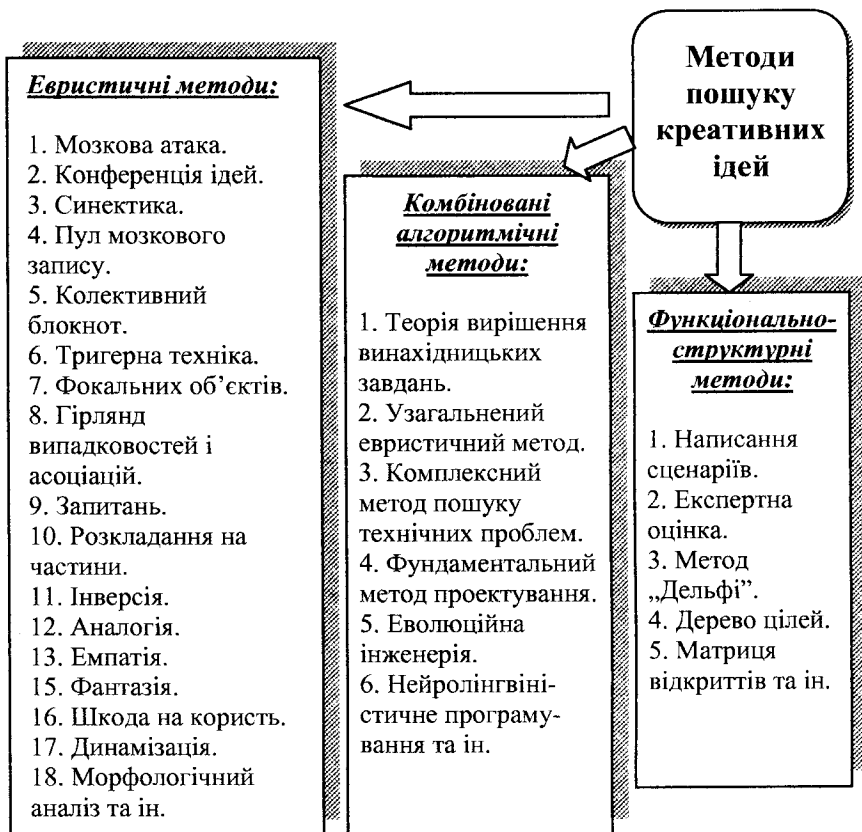 Методи
пошуку
креативних
ідей
Евристичні методи:
1. Мозкова атака.
2. Конференція ідей.
3. Синектика.
4. Пул мозкового
запису.
5. Колективний
блокнот.
6. Тригерна техніка.
7. Фокальних об’єктів.
8. Гірлянд
випадковостей і
асоціацій.
9. Запитань.
10. Розкладання на
частини.
11. Інверсія.
12. Аналогія.
13. Емпатія.
15. Фантазія.
16. Шкода на користь.
17. Динамізація.
18. Морфологічний
аналіз та ін.
Комбіновані
алгоритмічні
методи:
1. Теорія вирішення
винахідницьких
завдань.
2. Узагальнений
евристичний метод.
3. Комплексний
метод пошуку
технічних проблем.
4. Фундаментальний
метод проектування.
5. Еволюційна
інженерія.
6. Нейролінгвіні-
стичне програму-
вання та ін.
Функціонально-
структурні
методи:
1. Написання
сценаріїв.
2. Експертна
оцінка.
3. Метод
„Дельфі”.
4. Дерево цілей.
5. Матриця
відкриттів та ін.